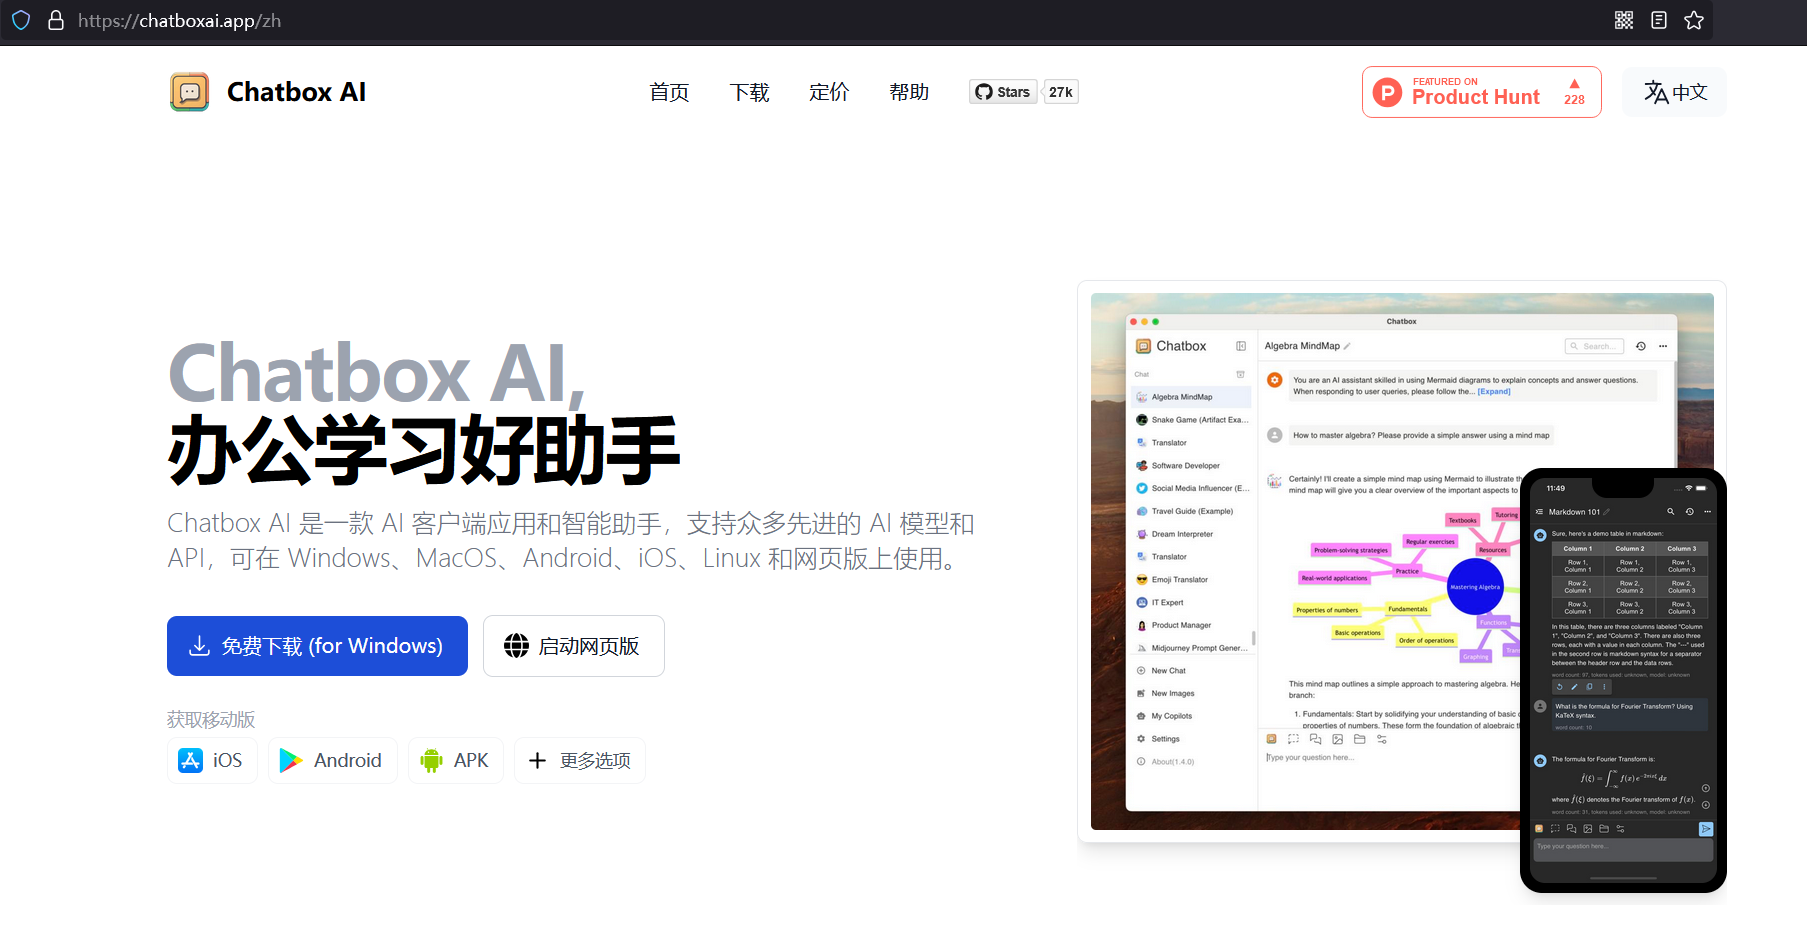 https://chatboxai.app/zh
Chatbox AI
首页
下载
定价
帮助
Stars
27k
FEATURED ON
Product Hunt
228
中文
Chatbox AI,
办公学习好助手
Chatbox AI 是一款 AI 客户端应用和智能助手，支持众多先进的 AI 模型和
API，可在 Windows、MacOS、Android、iOS、Linux 和网页版上使用。
免费下载 (for Windows)
启动网页版
获取移动版
iOS
Android
APK
更多选项
Chatbox
Chatbox
Chat
Algebra MindMap
Snake Game (Artifact Exa...
Translator
Software Developer
Social Media Influencer (E...
Travel Guide (Example)
Dream Interpreter
Translator
Emoji Translator
IT Expert
Product Manager
Midjourney Prompt Gener...
New Chat
New Images
My Copilots
Settings
About(1.4.0)
Algebra MindMap
Search...
You are an AI assistant skilled in using Mermaid diagrams to explain concepts and answer questions.
When responding to user queries, please follow the... [Expand]
How to master algebra? Please provide a simple answer using a mind map
Certainly! I'll create a simple mind map using Mermaid to illustrate th
mind map will give you a clear overview of the important aspects to
Textbooks
Tutoring
Regular exercises
Problem-solving strategies
Resources
Practice
Real-world applications
Mastering Algebra
Properties of numbers
Fundamentals
Functions
Basic operations
Order of operations
Graphing
Tran
This mind map outlines a simple approach to mastering algebra. He
branch:
1. Fundamentals: Start by solidifying your understanding of basic o
properties of numbers. These form the foundation of algebraic th
Type your question here...
11:49
Markdown 101
Sure, here's a demo table in markdown:
Column 1 Column 2 Column 3
Row 1, Column 1 Row 1, Column 2 Row 1, Column 3
Row 2, Column 1 Row 2, Column 2 Row 2, Column 3
Row 3, Column 1 Row 3, Column 2 Row 3, Column 3
In this table, there are three columns labeled "Column
1", "Column 2", and "Column 3". There are also three
rows, each with a value in each column. The "---" used
in the second row is markdown syntax for a separator
between the header row and the data rows.
word count: 97, tokens used: unknown, model: unknown
What is the formula for Fourier Transform? Using
KaTeX syntax.
word count: 10
The formula for Fourier Transform is:
f̂(ξ) = ∫_{-∞}^{∞} f(x) e^{-2πixξ} dx
where f̂(ξ) denotes the Fourier transform of f(x).
word count: 31, tokens used: unknown, model: unknown
Type your question here...